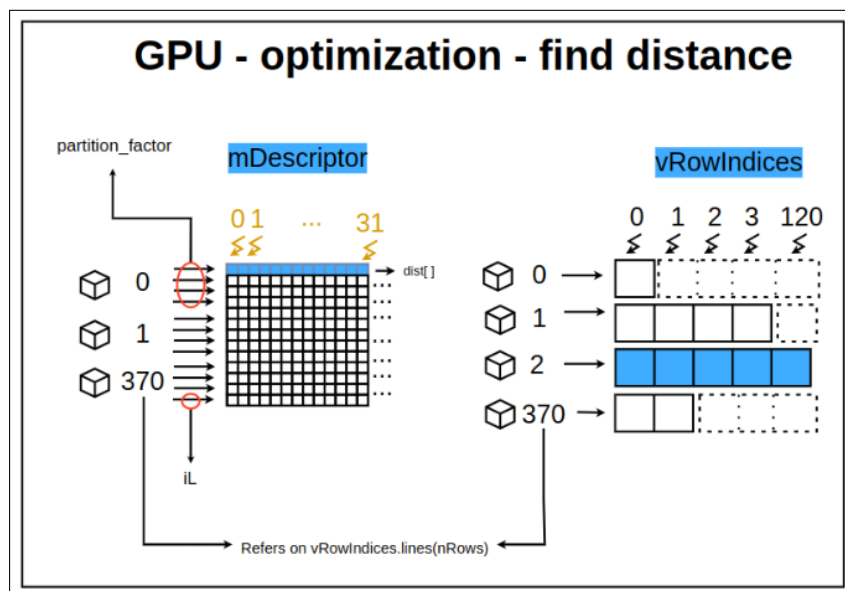 GPU - optimization - find distance
partition_factor
mDescriptor
vRowIndices
0 1 ... 31
0 1 2 3 120
dist[ ]
0
...
0
...
1
...
1
...
2
370
...
370
...
iL
Refers on vRowIndices.lines(nRows)